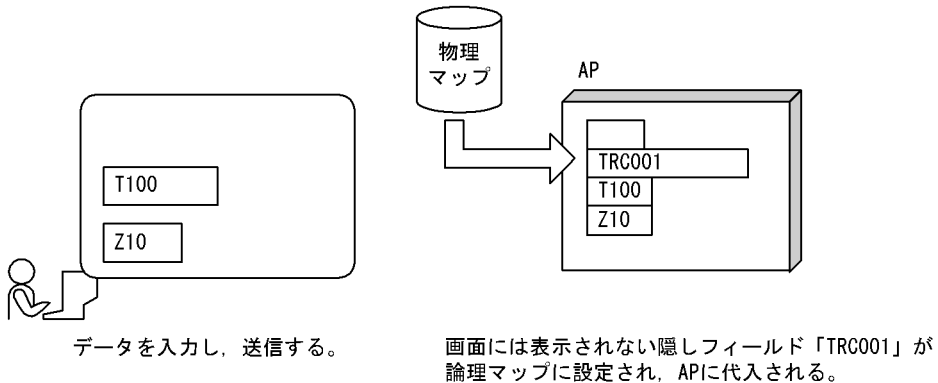 物理
マップ
AP
T100
Z10
TRC001
T100
Z10
データを入力し，送信する。
画面には表示されない隠しフィールド「TRC001」が
論理マップに設定され，APに代入される。